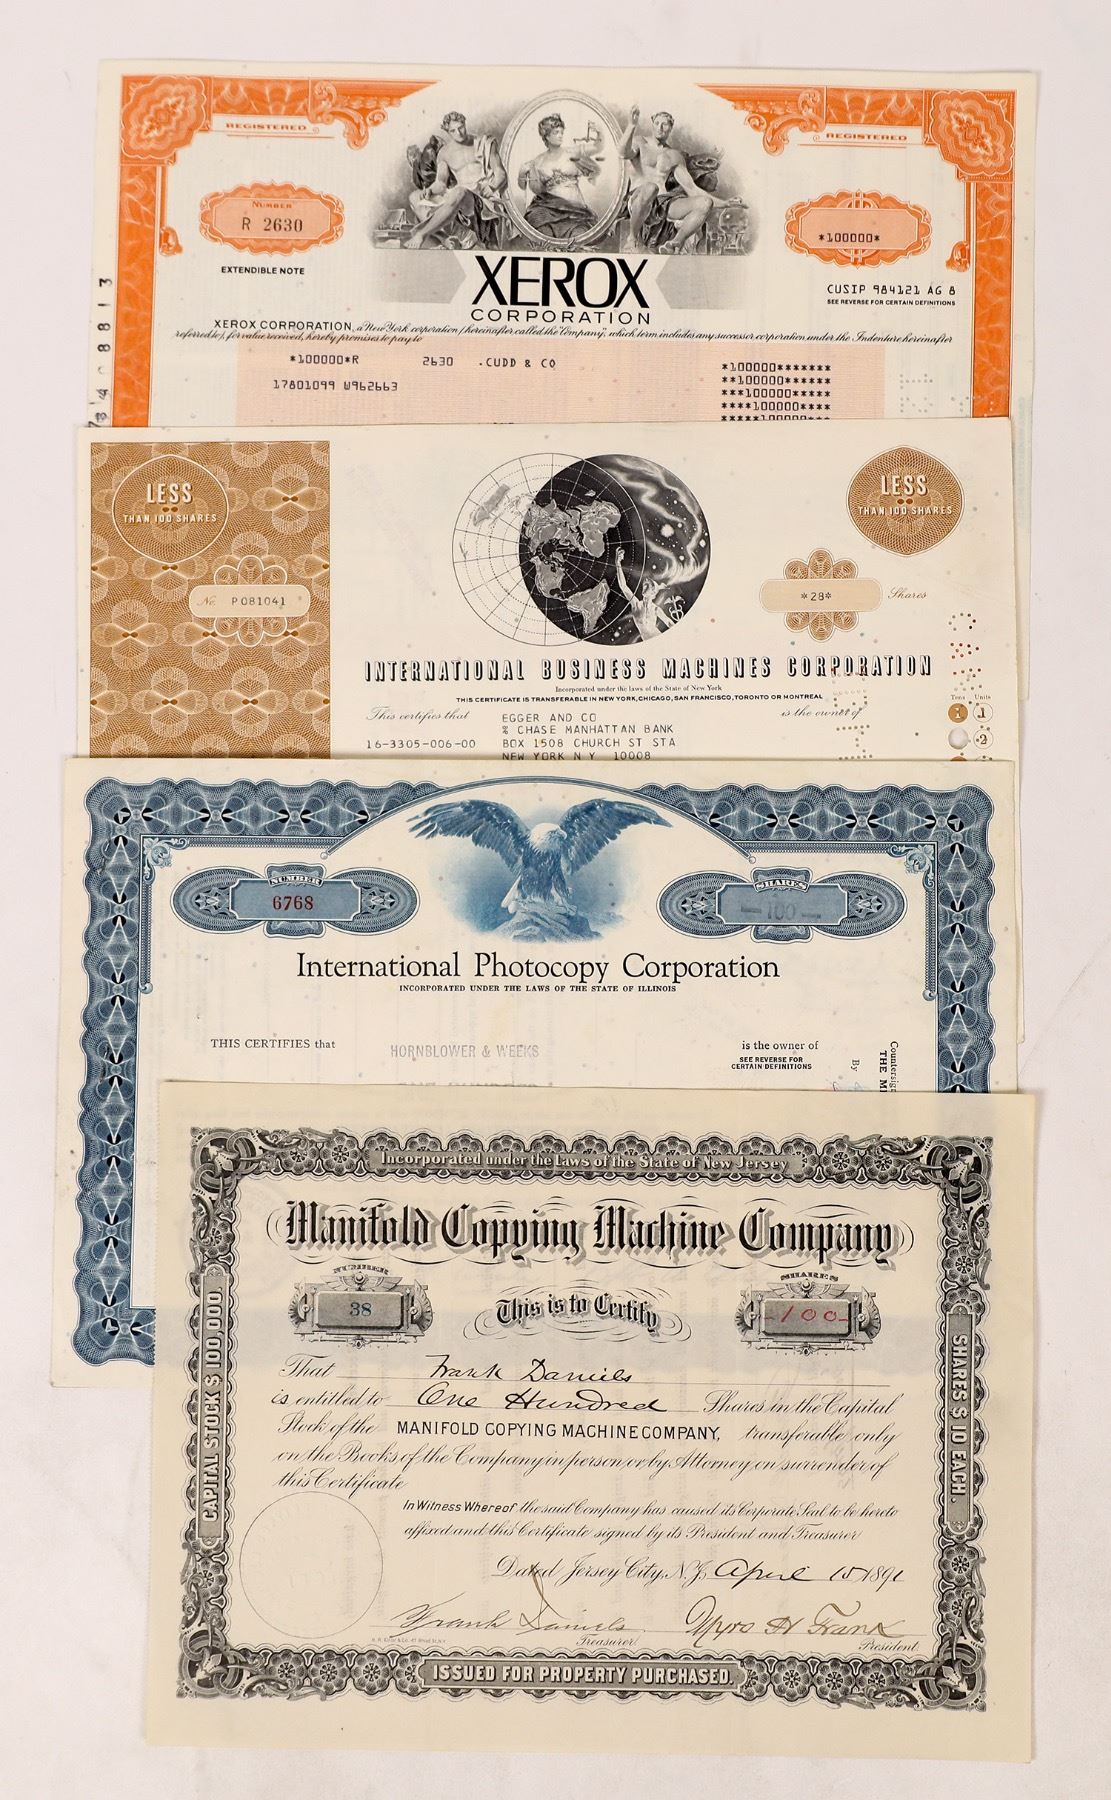 REGISTERED
REGISTERED
NUMBER
R 2630
*100000*
EXTENDIBLE NOTE
XEROX
CORPORATION
CUSIP 984121 AG 8
SEE REVERSE FOR CERTAIN DEFINITIONS
XEROX CORPORATION, a New York corporation (hereinafter called the "Company," which term includes any successor corporation under the Indenture hereinafter
referred to), for value received, hereby promises to pay to
*100000*R 2630 .CUDD & CO *100000*******
17801099 W962663 **100000******
***100000*****
****100000****
*****100000***
LESS
THAN 100 SHARES
LESS
THAN 100 SHARES
No. P081041
*28* Shares
INTERNATIONAL BUSINESS MACHINES CORPORATION
Incorporated under the laws of the State of New York
THIS CERTIFICATE IS TRANSFERABLE IN NEW YORK, CHICAGO, SAN FRANCISCO, TORONTO OR MONTREAL
Tens Units
This certifies that EGGER AND CO is the owner of
% CHASE MANHATTAN BANK
16-3305-006-00 BOX 1508 CHURCH ST STA
NEW YORK N Y 10008
1 1
2
NUMBER
6768
SHARES
—100—
International Photocopy Corporation
INCORPORATED UNDER THE LAWS OF THE STATE OF ILLINOIS
THIS CERTIFIES that HORNBLOWER & WEEKS is the owner of
SEE REVERSE FOR
CERTAIN DEFINITIONS
By
Incorporated under the Laws of the State of New Jersey
Manifold Copying Machine Company
NUMBER
38
This is to Certify
SHARES
-100-
That Frank Daniels
is entitled to One Hundred Shares in the Capital
Stock of the MANIFOLD COPYING MACHINE COMPANY, transferable only
on the Books of the Company in person or by Attorney on surrender of
this Certificate
In Witness Whereof the said Company has caused its Corporate Seal to be hereto
affixed and this Certificate signed by its President and Treasurer
Dated Jersey City, N.J. April 15 1891
Frank Daniels Myro H Frank
Treasurer President
CAPITAL STOCK $100,000.
SHARES $10 EACH.
ISSUED FOR PROPERTY PURCHASED.